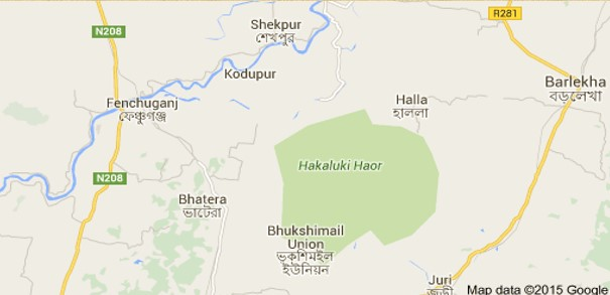 Shekpur
শেখপুর
R281
N208
Kodupur
Barlekha
বড়লেখা
Halla
হাললা
Fenchuganj
ফেঞ্চুগঞ্জ
Hakaluki Haor
N208
Bhatera
ভাটেরা
Bhukshimail
Union
ভুকশিমইল
ইউনিয়ন
Juri
জুড়ী
Map data ©2015 Google